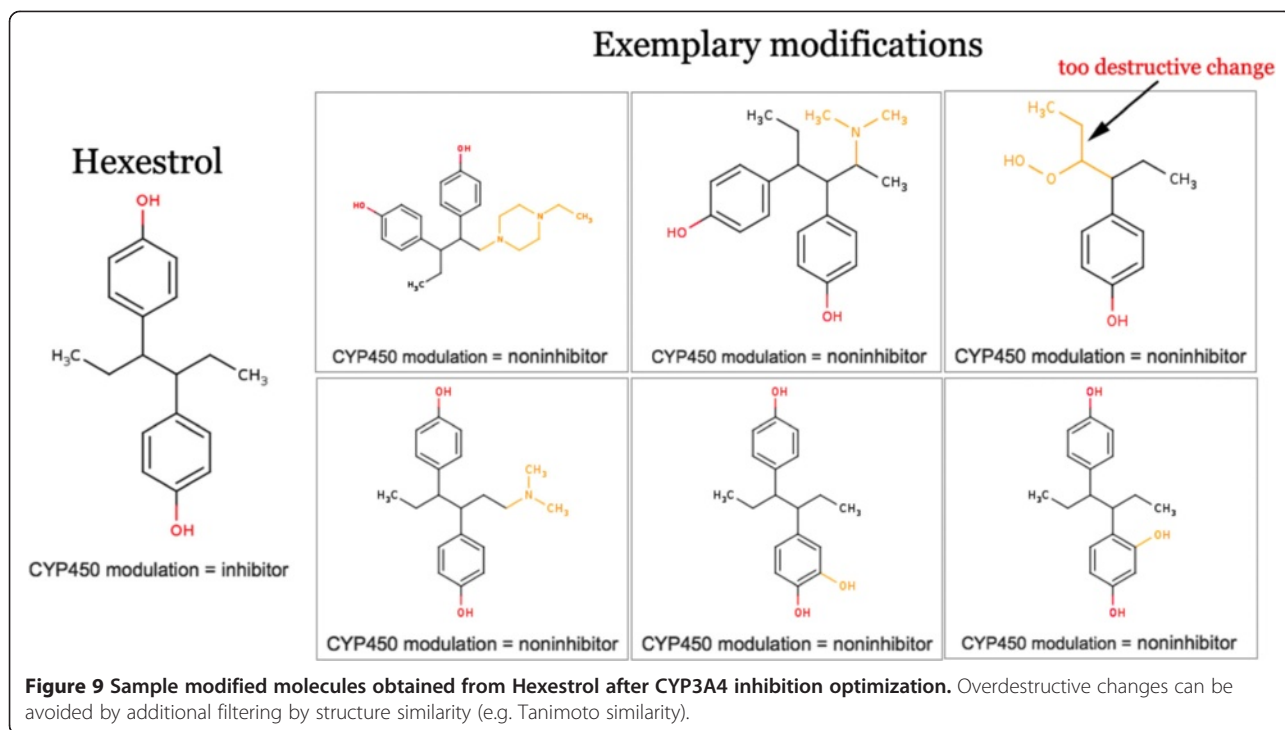 Exemplary modifications
too destructive change
Hexestrol
OH
H₃C
CH₃
OH
CYP450 modulation = inhibitor
OH
HO
N
N
CH₃
H₃C
CYP450 modulation = noninhibitor
H₃C
H₃C
CH₃
N
CH₃
HO
OH
CYP450 modulation = noninhibitor
H₃C
HO
O
CH₃
OH
CYP450 modulation = noninhibitor
OH
CH₃
H₃C
N
CH₃
OH
CYP450 modulation = noninhibitor
OH
H₃C
CH₃
OH
OH
CYP450 modulation = noninhibitor
OH
H₃C
CH₃
OH
OH
CYP450 modulation = noninhibitor
Figure 9 Sample modified molecules obtained from Hexestrol after CYP3A4 inhibition optimization. Overdestructive changes can be
avoided by additional filtering by structure similarity (e.g. Tanimoto similarity).